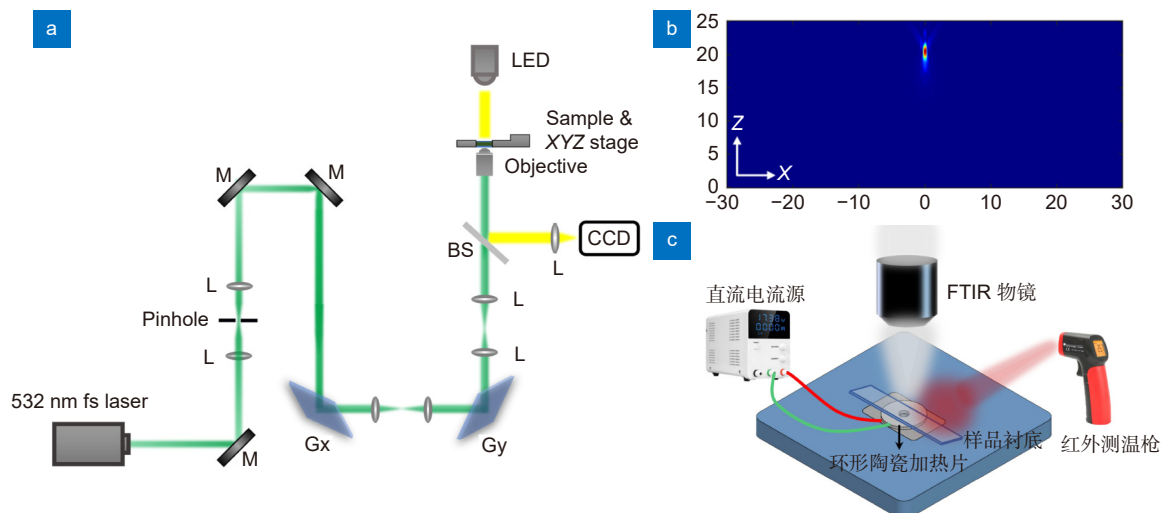 a
LED
Sample &
XYZ stage
Objective
M
M
BS
CCD
L
L
L
Pinhole
L
L
532 nm fs laser
M
Gx
Gy
b
25
20
15
10
5
0
Z
X
−30
−20
−10
0
10
20
30
c
直流电流源
FTIR 物镜
样品衬底
环形陶瓷加热片
红外测温枪